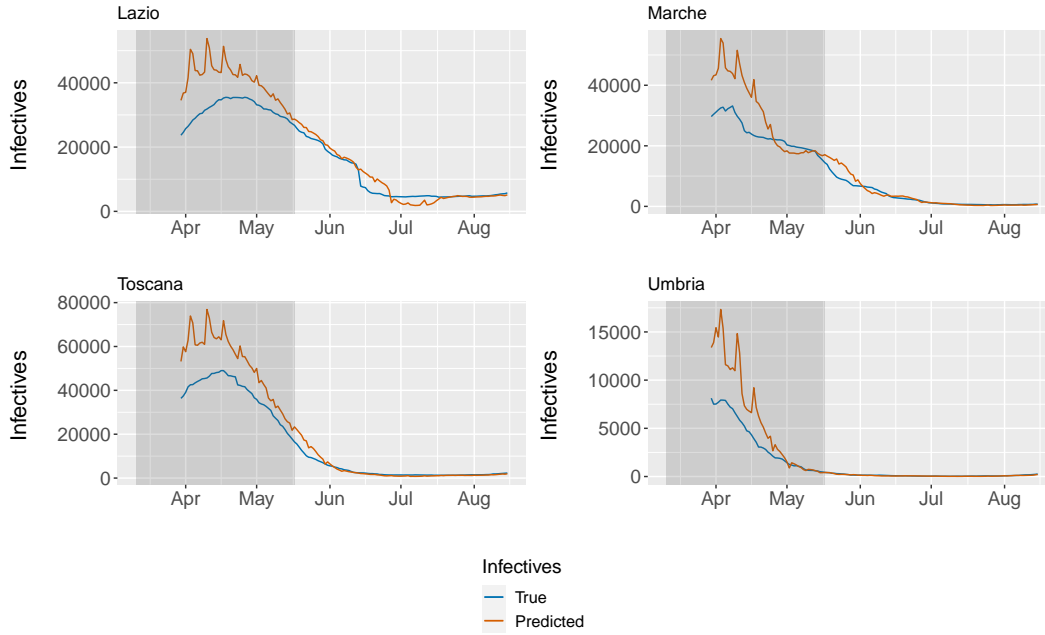 Lazio
Infectives
40000
20000
0
Apr May Jun Jul Aug
Marche
Infectives
40000
20000
0
Apr May Jun Jul Aug
Toscana
Infectives
80000
60000
40000
20000
0
Apr May Jun Jul Aug
Umbria
Infectives
15000
10000
5000
0
Apr May Jun Jul Aug
Infectives
True
Predicted